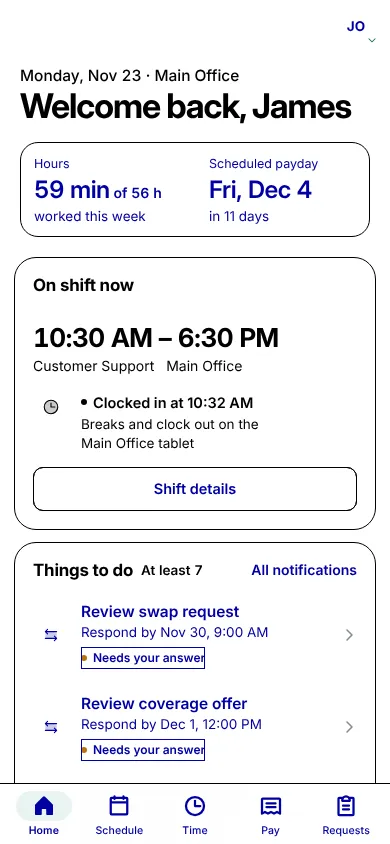 JO
Monday, Nov 23 · Main Office
Welcome back, James
Hours
59 min of 56 h
worked this week
Scheduled payday
Fri, Dec 4
in 11 days
On shift now
10:30 AM – 6:30 PM
Customer Support Main Office
Clocked in at 10:32 AM
Breaks and clock out on the
Main Office tablet
Shift details
Things to do At least 7 All notifications
Review swap request
Respond by Nov 30, 9:00 AM
Needs your answer
Review coverage offer
Respond by Dec 1, 12:00 PM
Needs your answer
Home Schedule Time Pay Requests